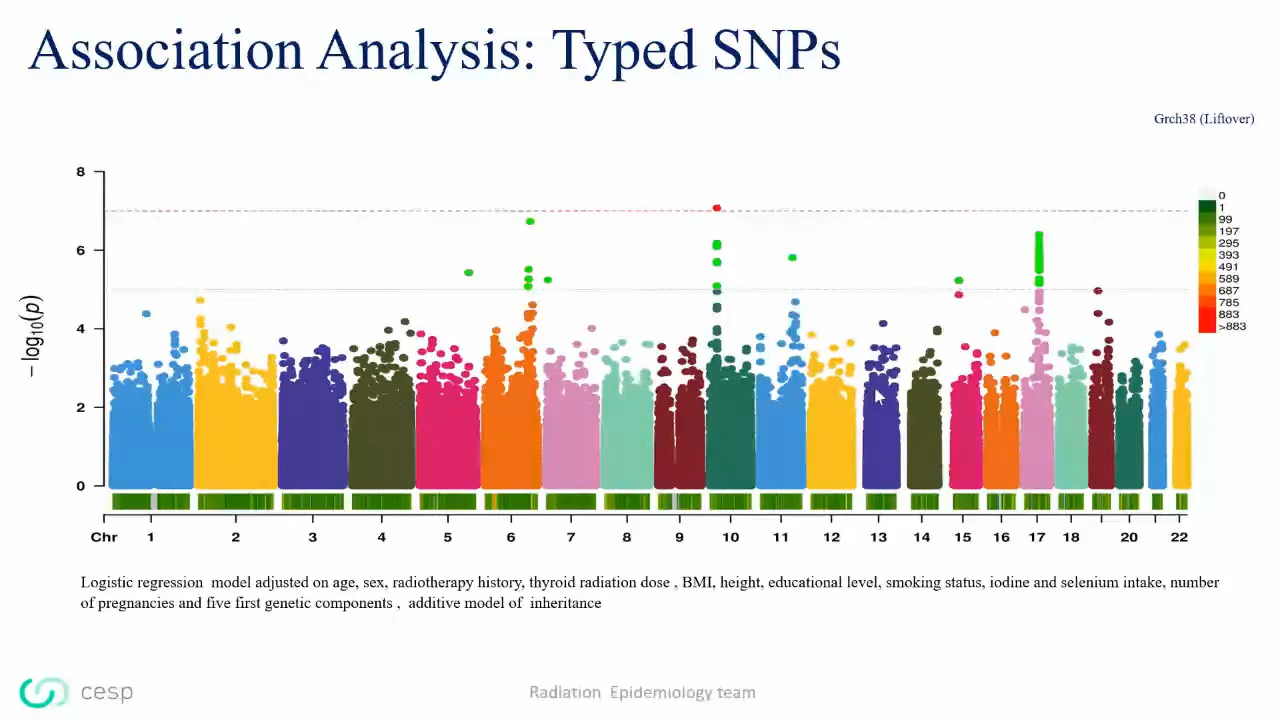 Association Analysis: Typed SNPs
Grch38 (Liftover)
8
6
4
2
0
−log10(p)
0
1
99
197
295
393
491
589
687
785
883
>883
Chr 1 2 3 4 5 6 7 8 9 10 11 12 13 14 15 16 17 18 20 22
Logistic regression model adjusted on age, sex, radiotherapy history, thyroid radiation dose , BMI, height, educational level, smoking status, iodine and selenium intake, number
of pregnancies and five first genetic components , additive model of inheritance
cesp
Radiation Epidemiology team